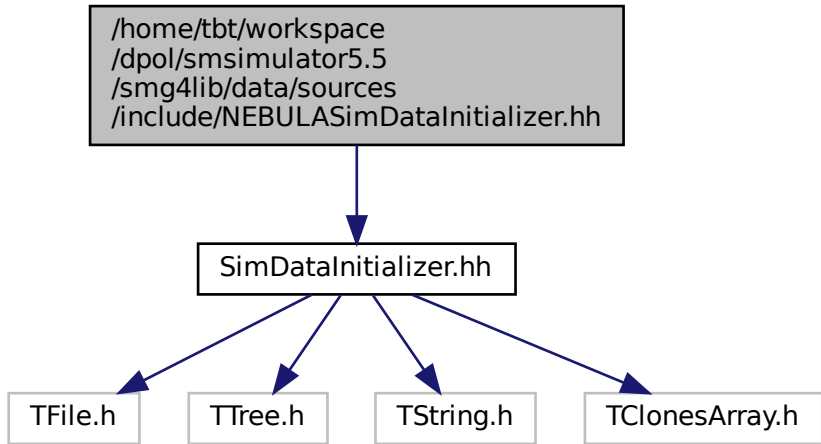 /home/tbt/workspace
/dpol/smsimulator5.5
/smg4lib/data/sources
/include/NEBULASimDataInitializer.hh
SimDataInitializer.hh
TFile.h
TTree.h
TString.h
TClonesArray.h